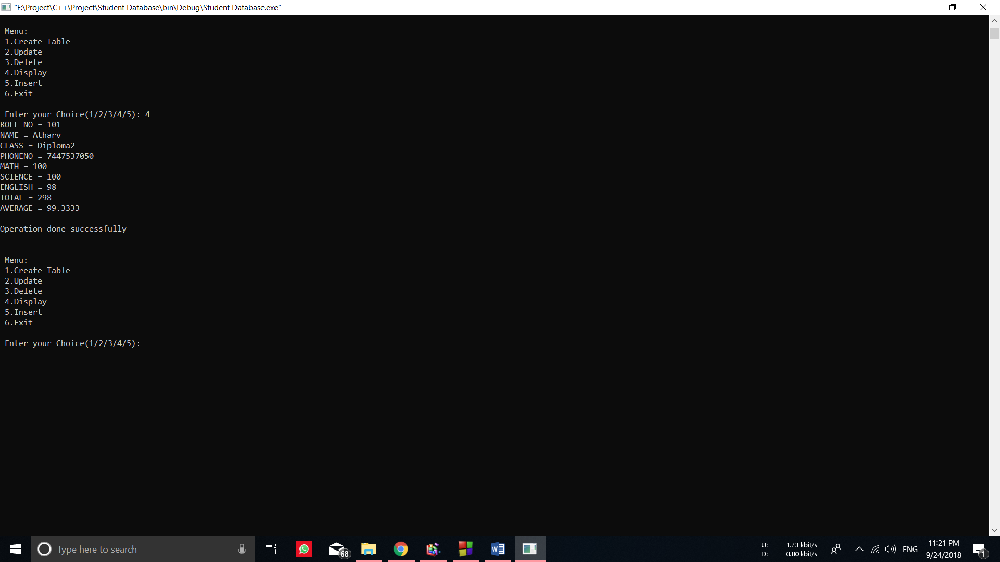 "F:\Project\C++\Project\Student Database\bin\Debug\Student Database.exe"
Menu:
1.Create Table
2.Update
3.Delete
4.Display
5.Insert
6.Exit
Enter your Choice(1/2/3/4/5): 4
ROLL_NO = 101
NAME = Atharv
CLASS = Diploma2
PHONENO = 7447537050
MATH = 100
SCIENCE = 100
ENGLISH = 98
TOTAL = 298
AVERAGE = 99.3333
Operation done successfully
Menu:
1.Create Table
2.Update
3.Delete
4.Display
5.Insert
6.Exit
Enter your Choice(1/2/3/4/5):
Type here to search
68
W
U: 1.73 kbit/s
D: 0.00 kbit/s
ENG
11:21 PM
9/24/2018
1